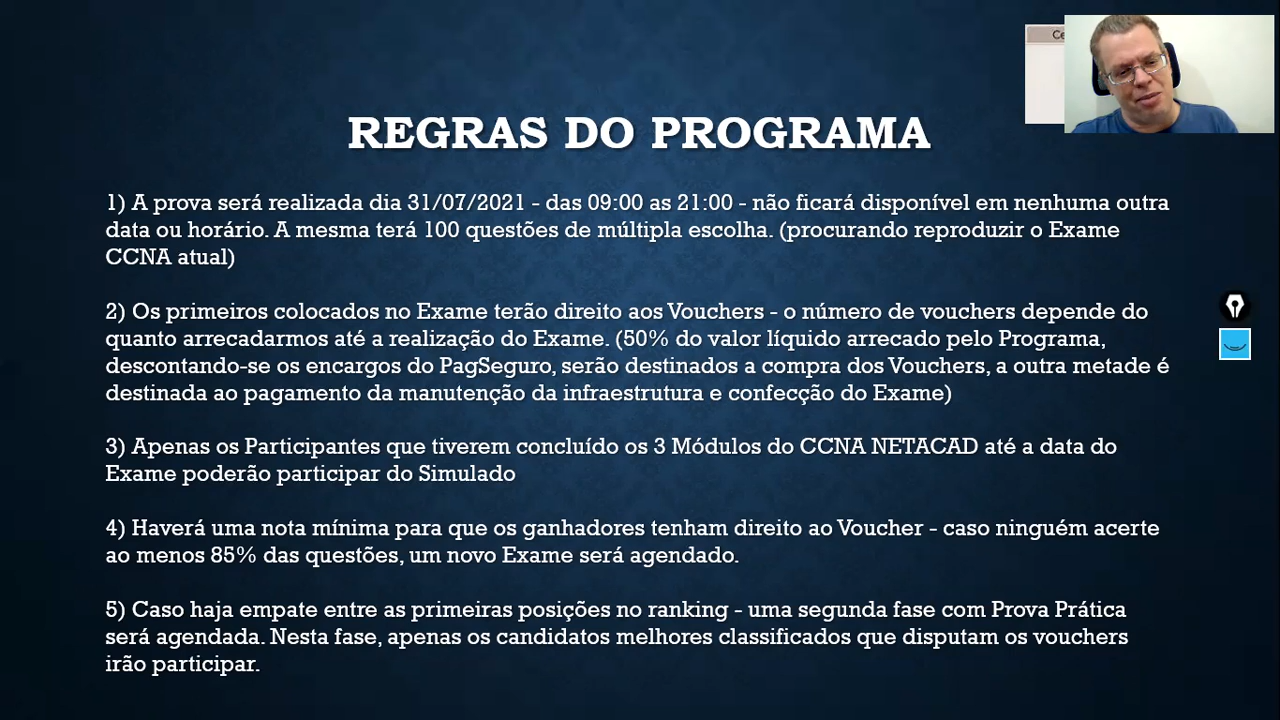 Ce
REGRAS DO PROGRAMA
1) A prova será realizada dia 31/07/2021 - das 09:00 as 21:00 - não ficará disponível em nenhuma outra
data ou horário. A mesma terá 100 questões de múltipla escolha. (procurando reproduzir o Exame
CCNA atual)
2) Os primeiros colocados no Exame terão direito aos Vouchers - o número de vouchers depende do
quanto arrecadarmos até a realização do Exame. (50% do valor líquido arrecado pelo Programa,
descontando-se os encargos do PagSeguro, serão destinados a compra dos Vouchers, a outra metade é
destinada ao pagamento da manutenção da infraestrutura e confecção do Exame)
3) Apenas os Participantes que tiverem concluído os 3 Módulos do CCNA NETACAD até a data do
Exame poderão participar do Simulado
4) Haverá uma nota mínima para que os ganhadores tenham direito ao Voucher - caso ninguém acerte
ao menos 85% das questões, um novo Exame será agendado.
5) Caso haja empate entre as primeiras posições no ranking - uma segunda fase com Prova Prática
será agendada. Nesta fase, apenas os candidatos melhores classificados que disputam os vouchers
irão participar.